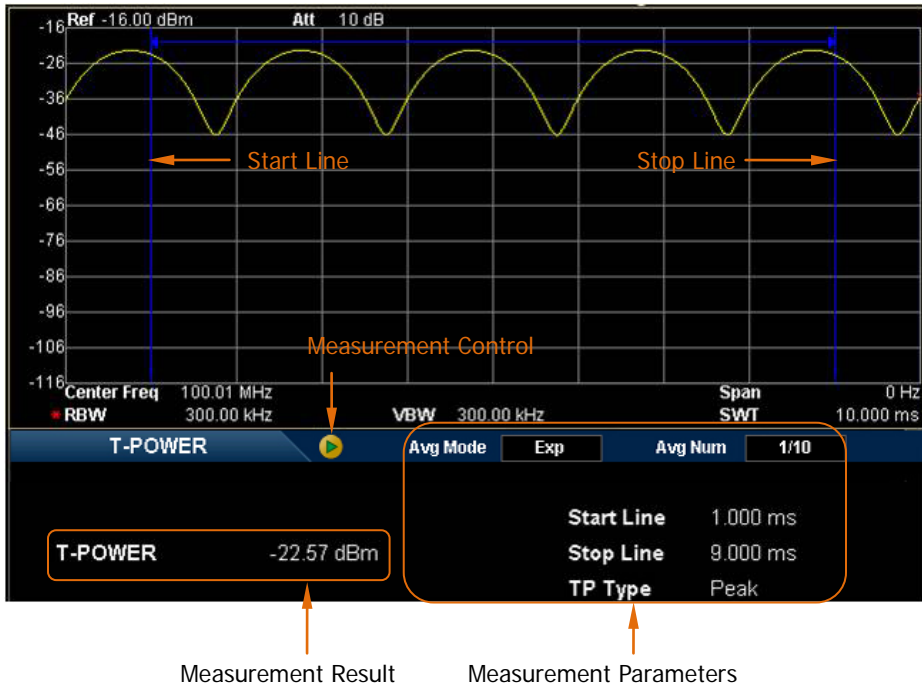 Ref -16.00 dBm Att 10 dB
-16
-26
-36
-46
-56
-66
-76
-86
-96
-106
-116
Start Line
Stop Line
Measurement Control
Center Freq 100.01 MHz Span 0 Hz
RBW 300.00 kHz VBW 300.00 kHz SWT 10.000 ms
T-POWER Avg Mode Exp Avg Num 1/10
Start Line 1.000 ms
T-POWER -22.57 dBm Stop Line 9.000 ms
TP Type Peak
Measurement Result Measurement Parameters